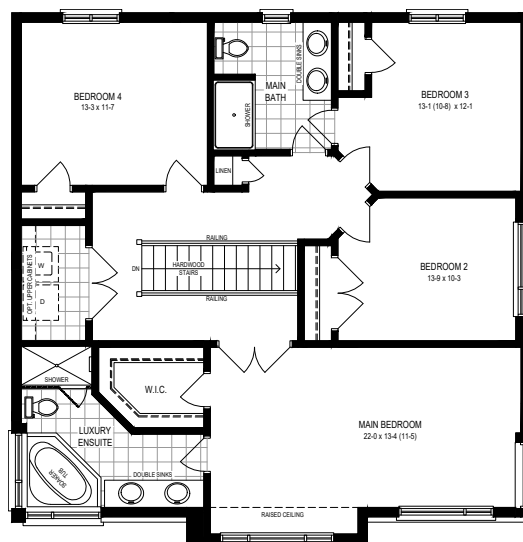 BEDROOM 4
13-3 x 11-7
DOUBLE SINKS
MAIN
BATH
SHOWER
BEDROOM 3
13-1 (10-8) x 12-1
LINEN
RAILING
DN
HARDWOOD
STAIRS
RAILING
OPT. UPPER CABINETS
W
D
BEDROOM 2
13-9 x 10-3
SHOWER
W.I.C.
LUXURY
ENSUITE
MAIN BEDROOM
22-0 x 13-4 (11-5)
SOAKER
TUB
DOUBLE SINKS
RAISED CEILING